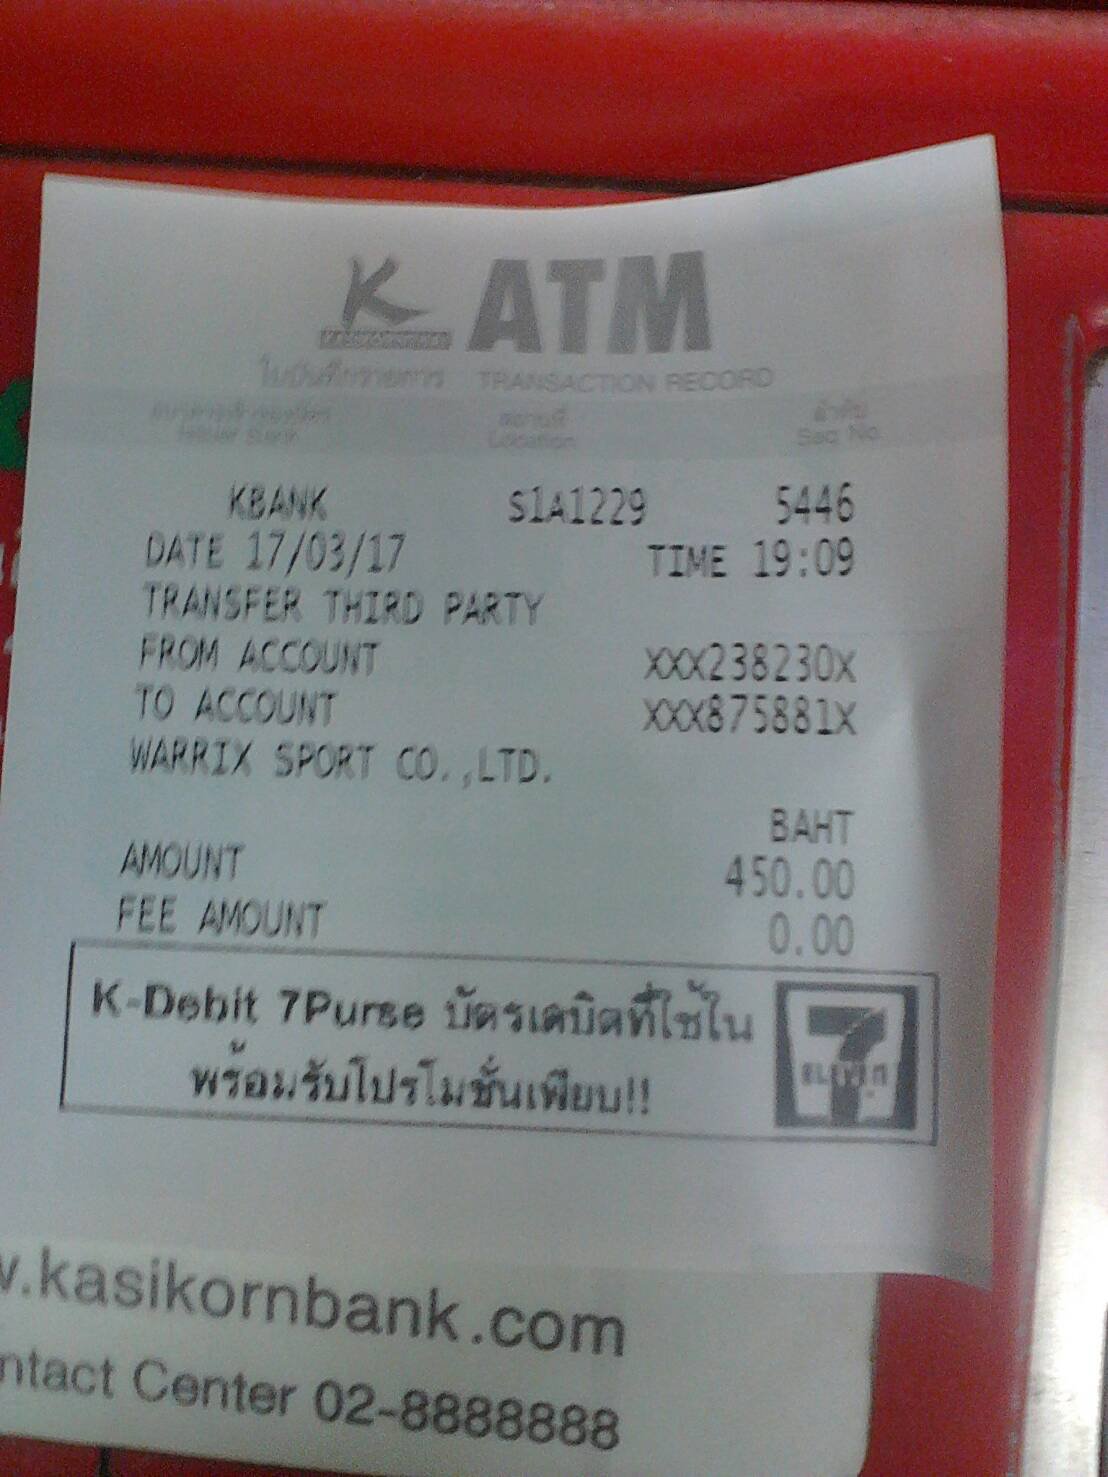 K ATM
KASIKORNBANK
ใบบันทึกรายการ TRANSACTION RECORD
สถานที่ ลำดับ
Issuer Bank Location Seq No.
KBANK S1A1229 5446
DATE 17/03/17 TIME 19:09
TRANSFER THIRD PARTY
FROM ACCOUNT XXX238230X
TO ACCOUNT XXX875881X
WARRIX SPORT CO.,LTD.
BAHT
AMOUNT 450.00
FEE AMOUNT 0.00
K-Debit 7Purse บัตรเดบิตที่ใช้ใน
พร้อมรับโปรโมชั่นเพียบ!!
7 ELEVEN
w.kasikornbank.com
ntact Center 02-8888888